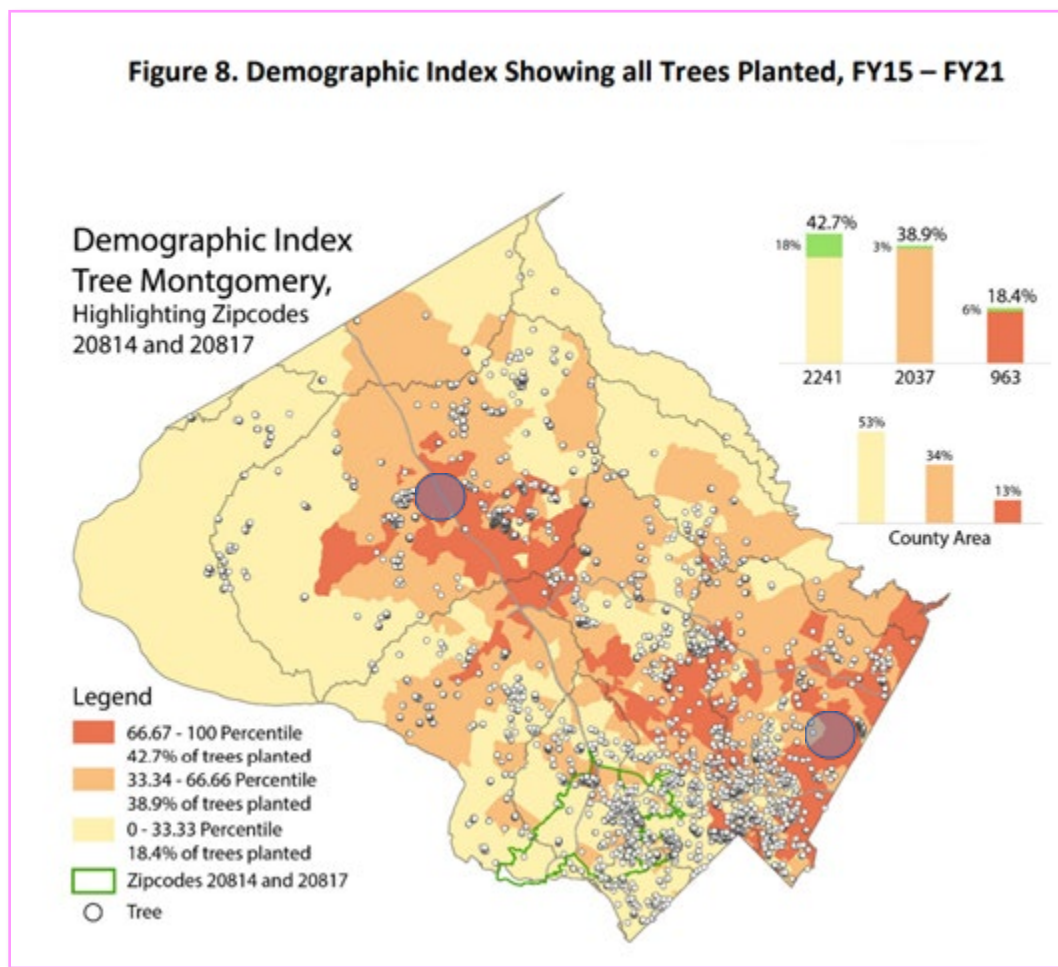 Figure 8. Demographic Index Showing all Trees Planted, FY15 – FY21
Demographic Index
Tree Montgomery,
Highlighting Zipcodes
20814 and 20817
42.7%
18%
38.9%
3%
18.4%
6%
2241 2037 963
53%
34%
13%
County Area
Legend
66.67 - 100 Percentile
42.7% of trees planted
33.34 - 66.66 Percentile
38.9% of trees planted
0 - 33.33 Percentile
18.4% of trees planted
Zipcodes 20814 and 20817
Tree